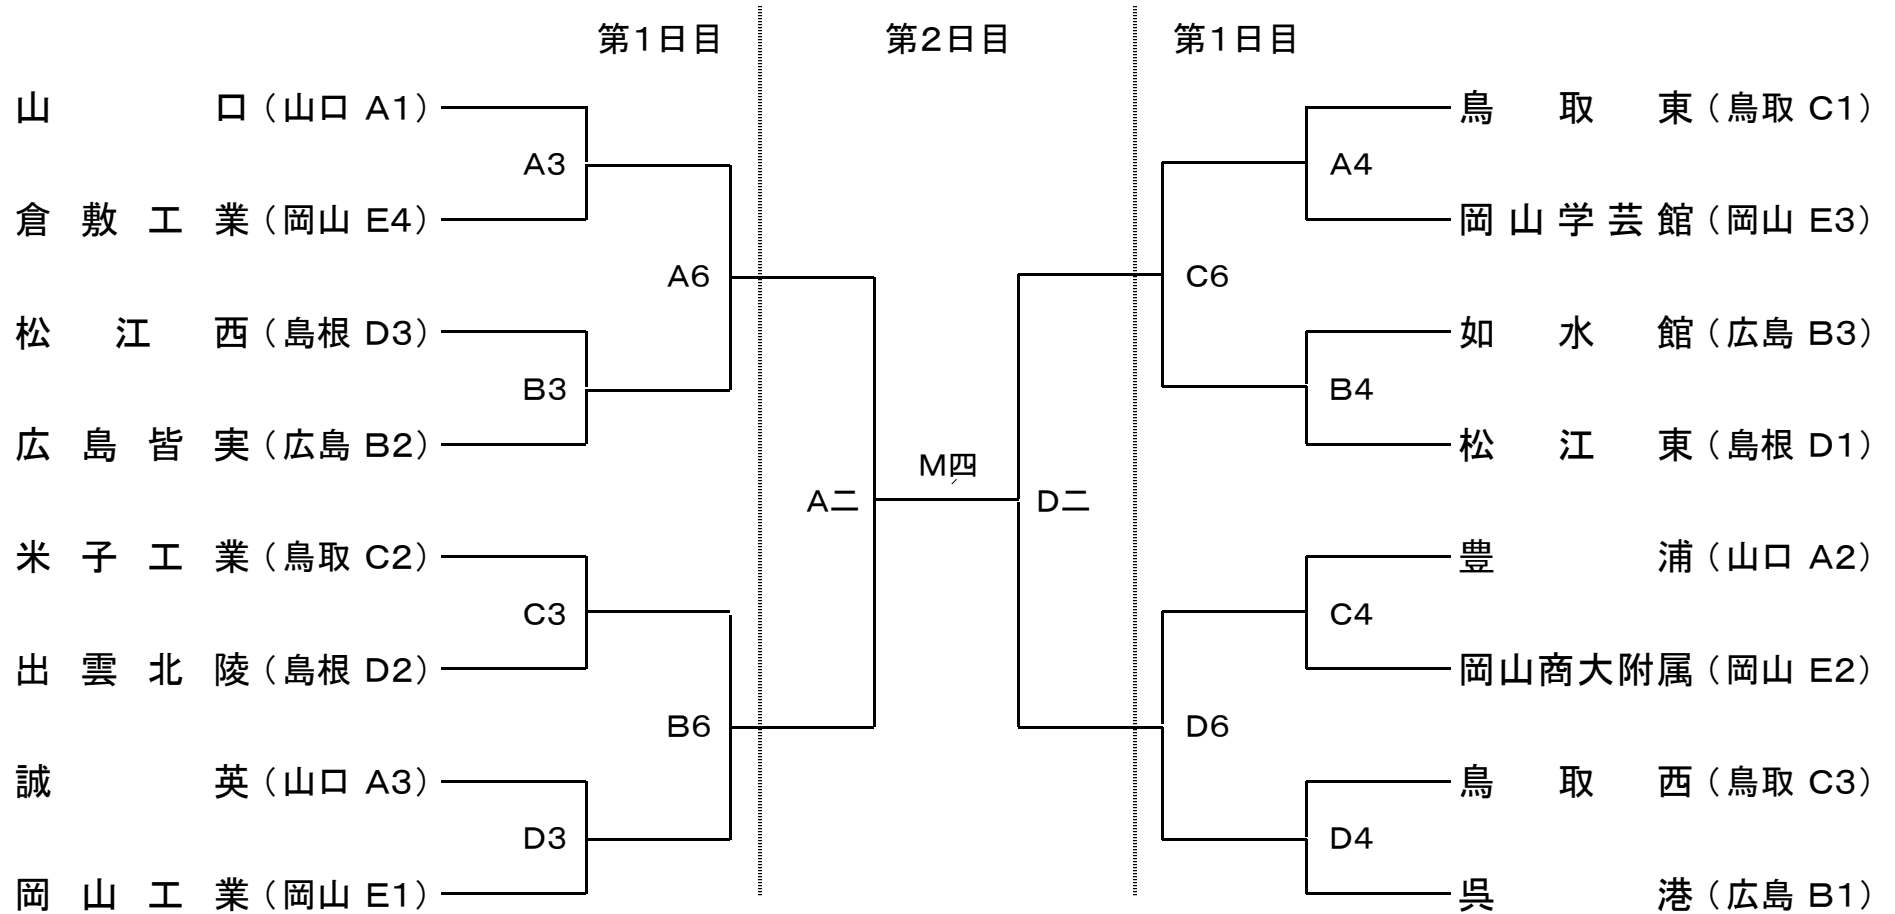 第1日目 第2日目 第1日目
山口（山口 A1） 鳥取東（鳥取 C1）
A3 A4
倉敷工業（岡山 E4） 岡山学芸館（岡山 E3）
A6 C6
松江西（島根 D3） 如水館（広島 B3）
B3 B4
広島皆実（広島 B2） 松江東（島根 D1）
M四
A二 D二
米子工業（鳥取 C2） 豊浦（山口 A2）
C3 C4
出雲北陵（島根 D2） 岡山商大附属（岡山 E2）
B6 D6
誠英（山口 A3） 鳥取西（鳥取 C3）
D3 D4
岡山工業（岡山 E1） 呉港（広島 B1）